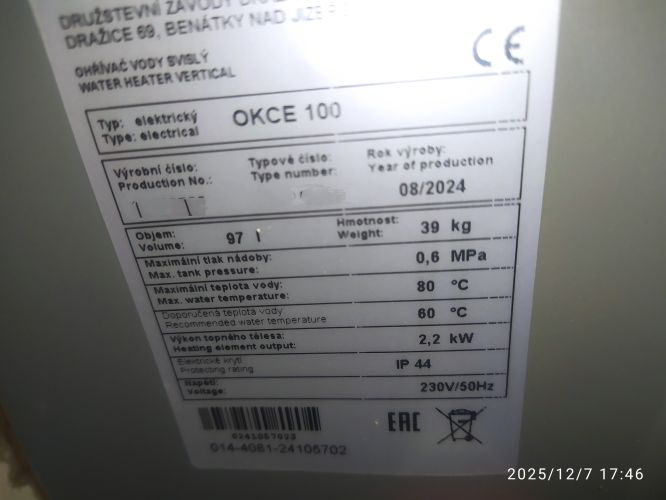 DRUŽSTEVNÍ ZÁVODY
DRAŽICE 69, BENÁTKY NAD
CE
OHŘÍVAČ VODY SVISLÝ
WATER HEATER VERTICAL
Typ: elektrický
Type: electrical
OKCE 100
Výrobní číslo:
Production No.:
Typové číslo:
Type number:
Rok výroby:
Year of production
08/2024
Objem:
Volume:
97 l
Hmotnost:
Weight:
39 kg
Maximální tlak nádoby:
Max. tank pressure:
0,6 MPa
Maximální teplota vody:
Max. water temperature:
80 °C
Doporučená teplota vody
Recommended water temperature
60 °C
Výkon topného tělesa:
Heating element output:
2,2 kW
Elektrické krytí
Protecting rating
IP 44
Napětí:
Voltage:
230V/50Hz
EAC
2025/12/7 17:46